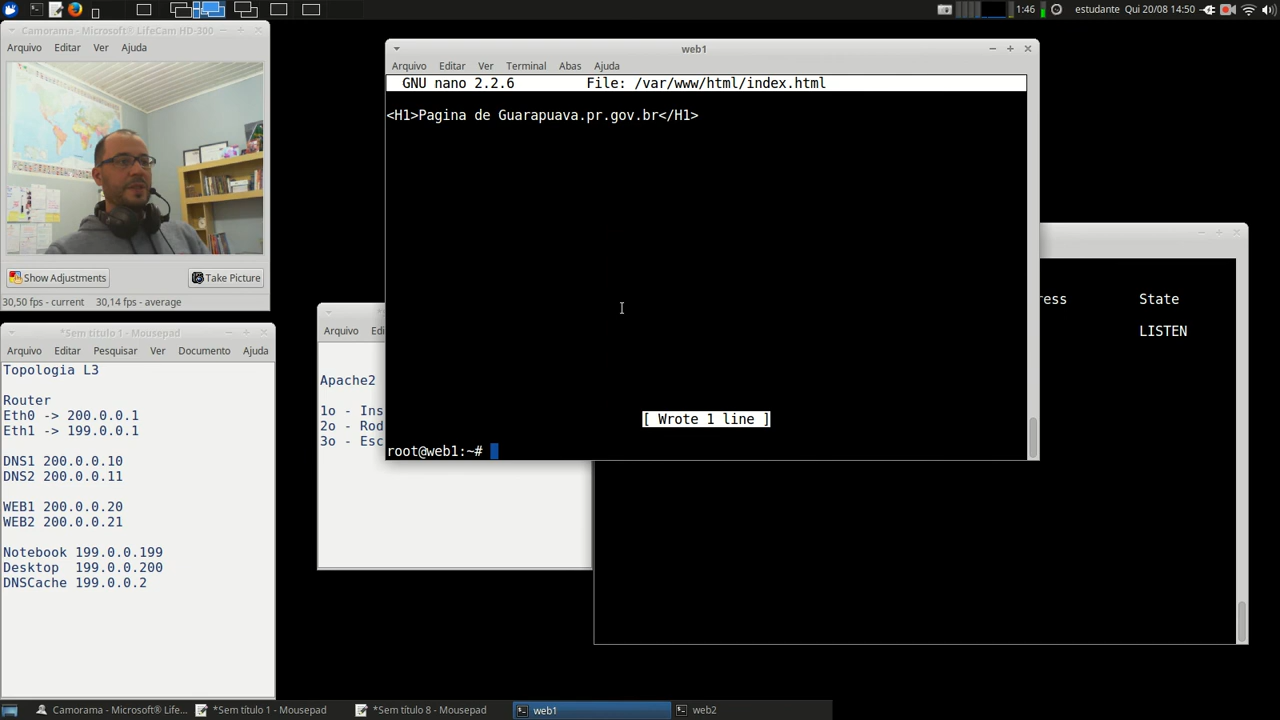 1:46 estudante Qui 20/08 14:50
Camorama - Microsoft® LifeCam HD-300
Arquivo Editar Ver Ajuda
Show Adjustments Take Picture
30,50 fps - current 30,14 fps - average
*Sem título 1 - Mousepad
Arquivo Editar Pesquisar Ver Documento Ajuda
Topologia L3
Router
Eth0 -> 200.0.0.1
Eth1 -> 199.0.0.1
DNS1 200.0.0.10
DNS2 200.0.0.11
WEB1 200.0.0.20
WEB2 200.0.0.21
Notebook 199.0.0.199
Desktop 199.0.0.200
DNSCache 199.0.0.2
Arquivo Edi
Apache2
1o - Ins
2o - Rod
3o - Esc
web1
Arquivo Editar Ver Terminal Abas Ajuda
GNU nano 2.2.6 File: /var/www/html/index.html
<H1>Pagina de Guarapuava.pr.gov.br</H1>
[ Wrote 1 line ]
root@web1:~#
ress State
LISTEN
Camorama - Microsoft® Life... *Sem título 1 - Mousepad *Sem título 8 - Mousepad web1 web2